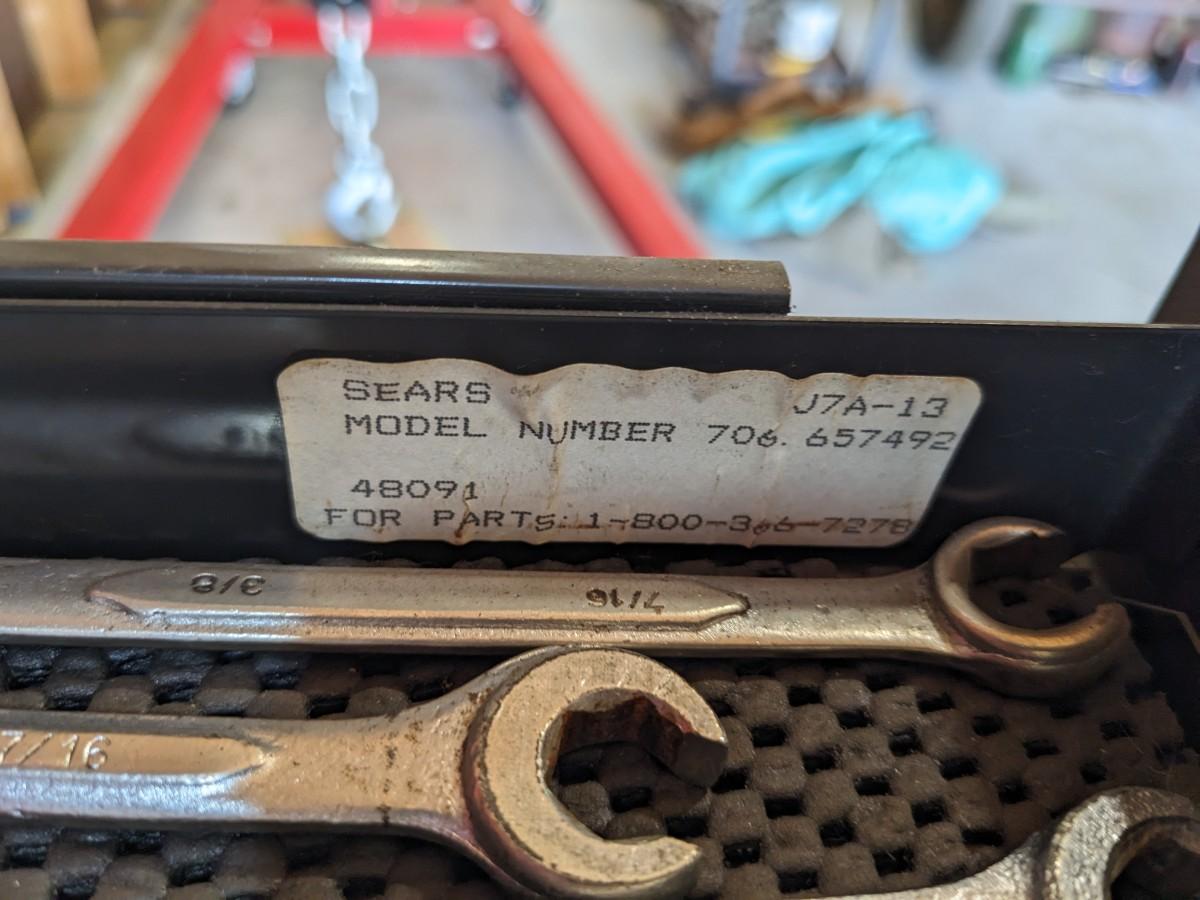 SEARS J7A-13
MODEL NUMBER 706.657492
48091
FOR PARTS: 1-800-366-7278
3/8 7/16
7/16